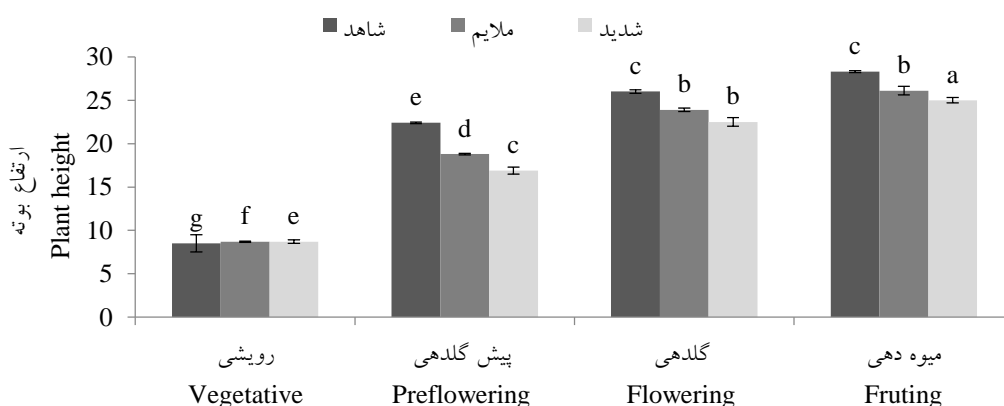 شاهد ملایم شدید
ارتفاع بوته
Plant height
30
25
20
15
10
5
0
g f e
e d c
c b b
c b a
رویشی
Vegetative
پیش گلدهی
Preflowering
گلدهی
Flowering
میوه دهی
Fruting